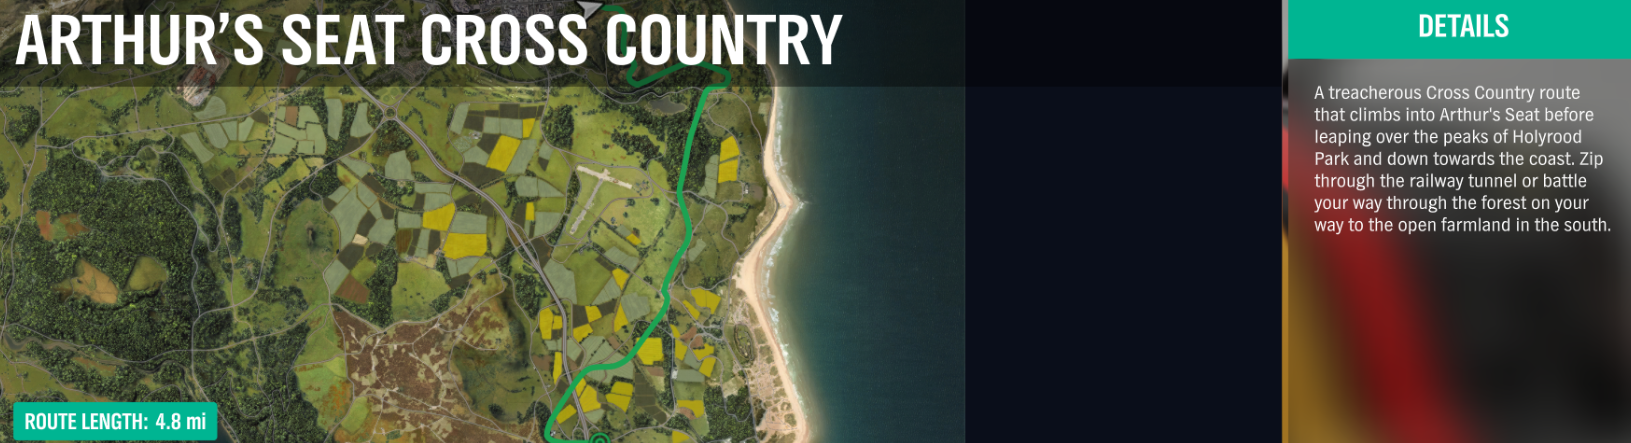 ARTHUR'S SEAT CROSS COUNTRY
ROUTE LENGTH: 4.8 mi
DETAILS
A treacherous Cross Country route
that climbs into Arthur's Seat before
leaping over the peaks of Holyrood
Park and down towards the coast. Zip
through the railway tunnel or battle
your way through the forest on your
way to the open farmland in the south.